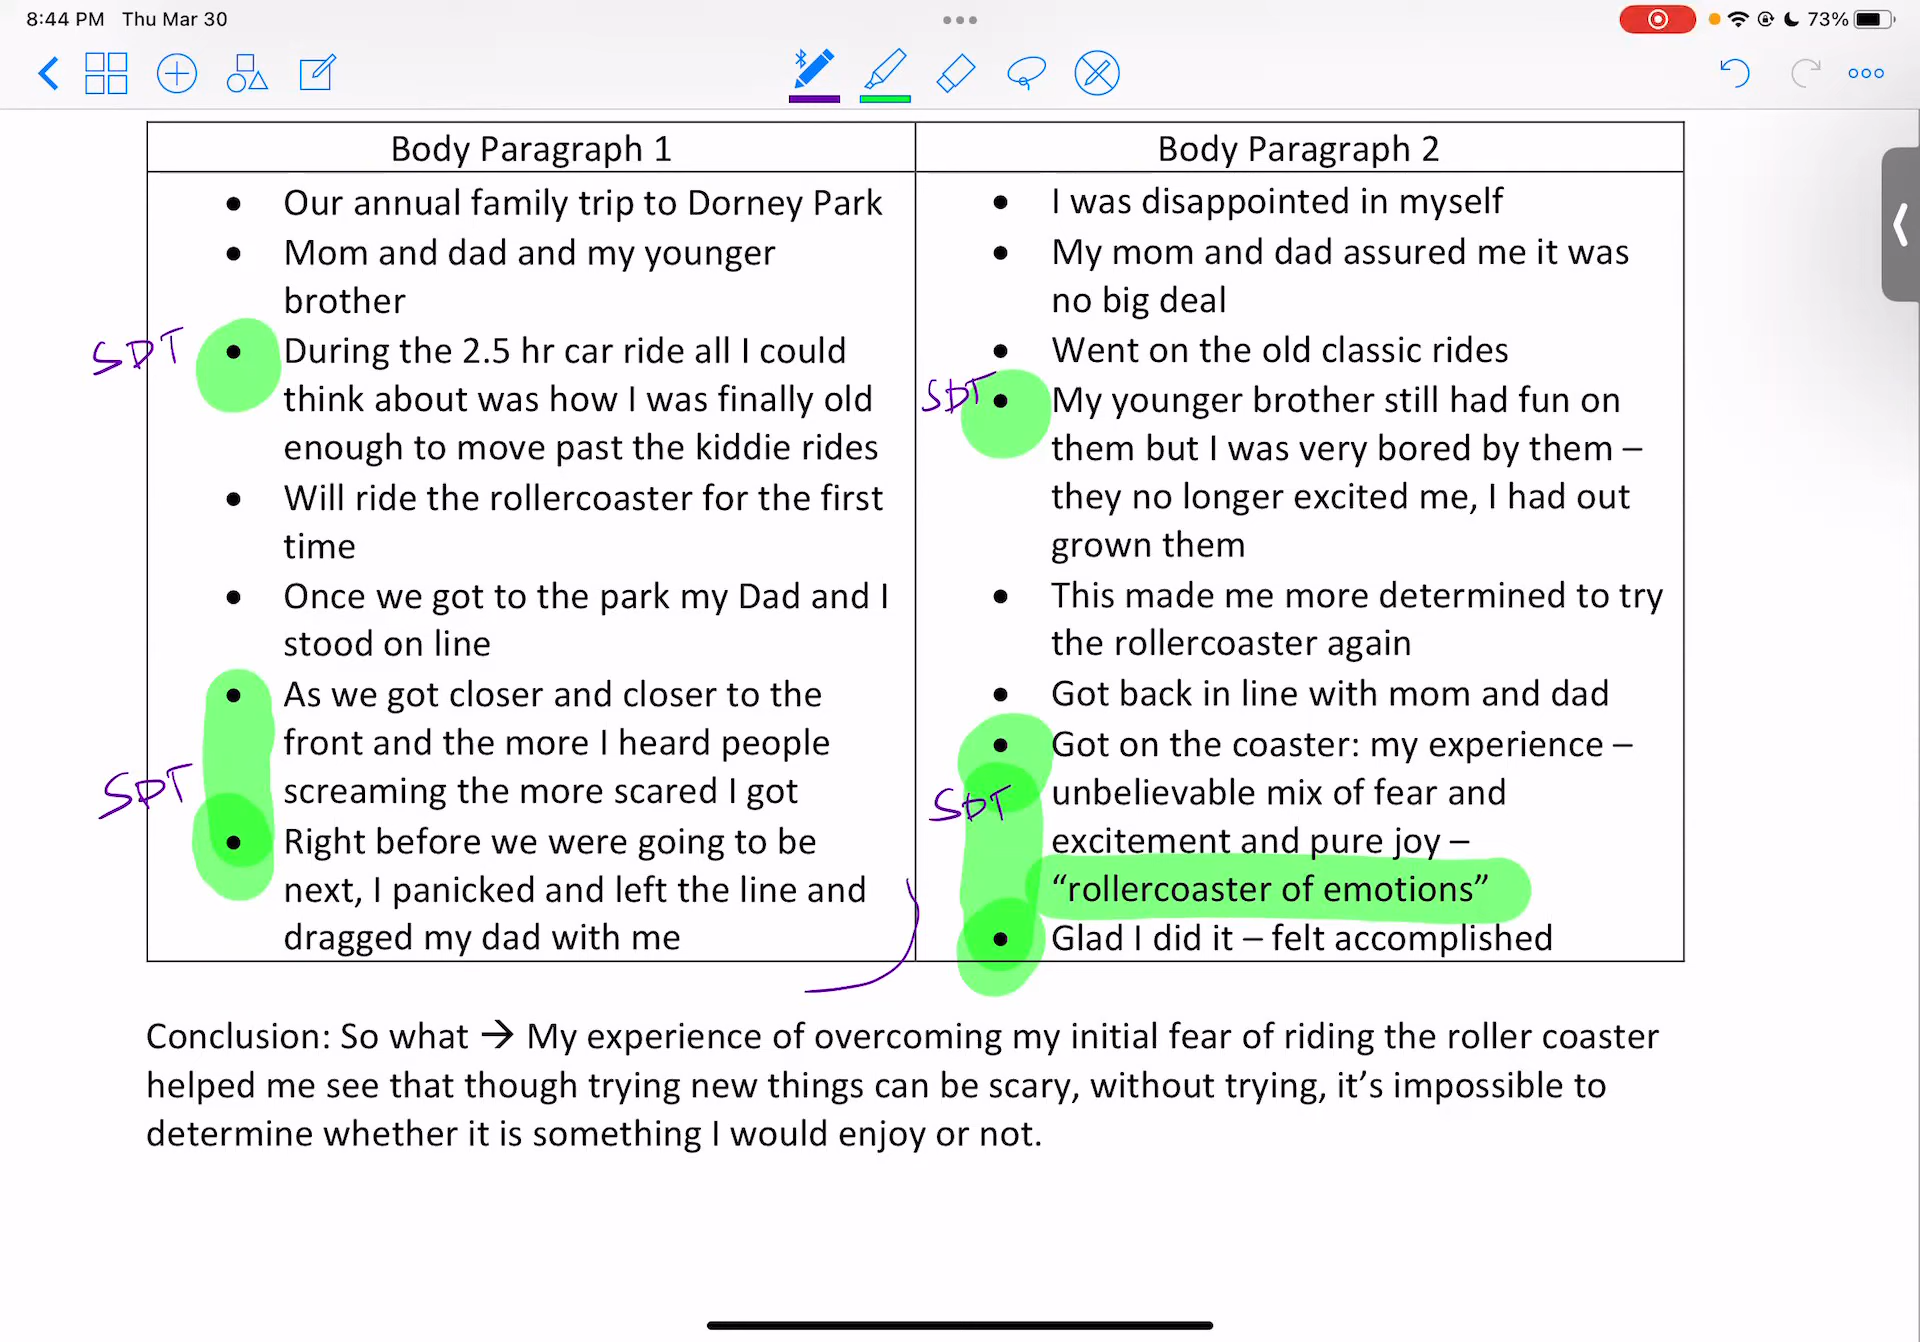 8:44 PM Thu Mar 30
73%
Body Paragraph 1
• Our annual family trip to Dorney Park
• Mom and dad and my younger
brother
SDT
• During the 2.5 hr car ride all I could
think about was how I was finally old
enough to move past the kiddie rides
• Will ride the rollercoaster for the first
time
• Once we got to the park my Dad and I
stood on line
• As we got closer and closer to the
front and the more I heard people
SDT
screaming the more scared I got
• Right before we were going to be
next, I panicked and left the line and
dragged my dad with me
Body Paragraph 2
• I was disappointed in myself
• My mom and dad assured me it was
no big deal
• Went on the old classic rides
SDT
• My younger brother still had fun on
them but I was very bored by them –
they no longer excited me, I had out
grown them
• This made me more determined to try
the rollercoaster again
• Got back in line with mom and dad
• Got on the coaster: my experience –
SDT
unbelievable mix of fear and
excitement and pure joy –
“rollercoaster of emotions”
• Glad I did it – felt accomplished
Conclusion: So what → My experience of overcoming my initial fear of riding the roller coaster
helped me see that though trying new things can be scary, without trying, it’s impossible to
determine whether it is something I would enjoy or not.